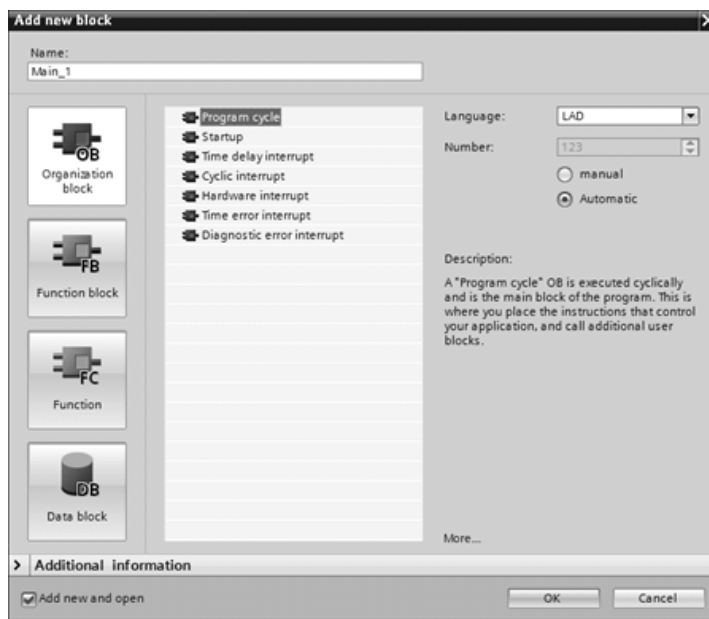 Add new block
Name:
Main_1
OB
Organization
block
FB
Function block
FC
Function
DB
Data block
Program cycle
Startup
Time delay interrupt
Cyclic interrupt
Hardware interrupt
Time error interrupt
Diagnostic error interrupt
Language:
LAD
Number:
123
manual
Automatic
Description:
A "Program cycle" OB is executed cyclically
and is the main block of the program. This is
where you place the instructions that control
your application, and call additional user
blocks.
More...
> Additional information
Add new and open
OK
Cancel